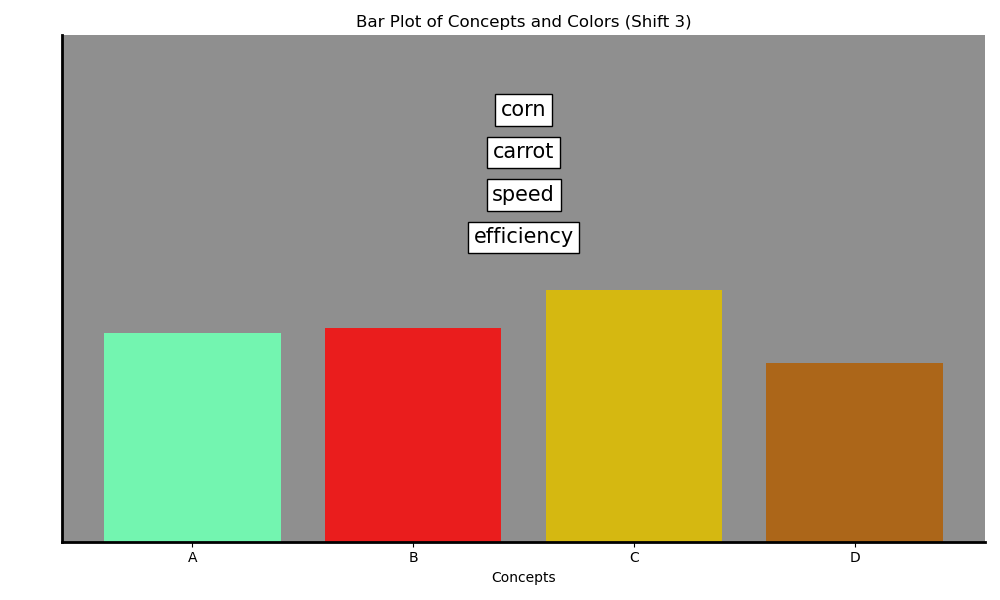 Bar Plot of Concepts and Colors (Shift 3)
corn
carrot
speed
efficiency
A B C D
Concepts